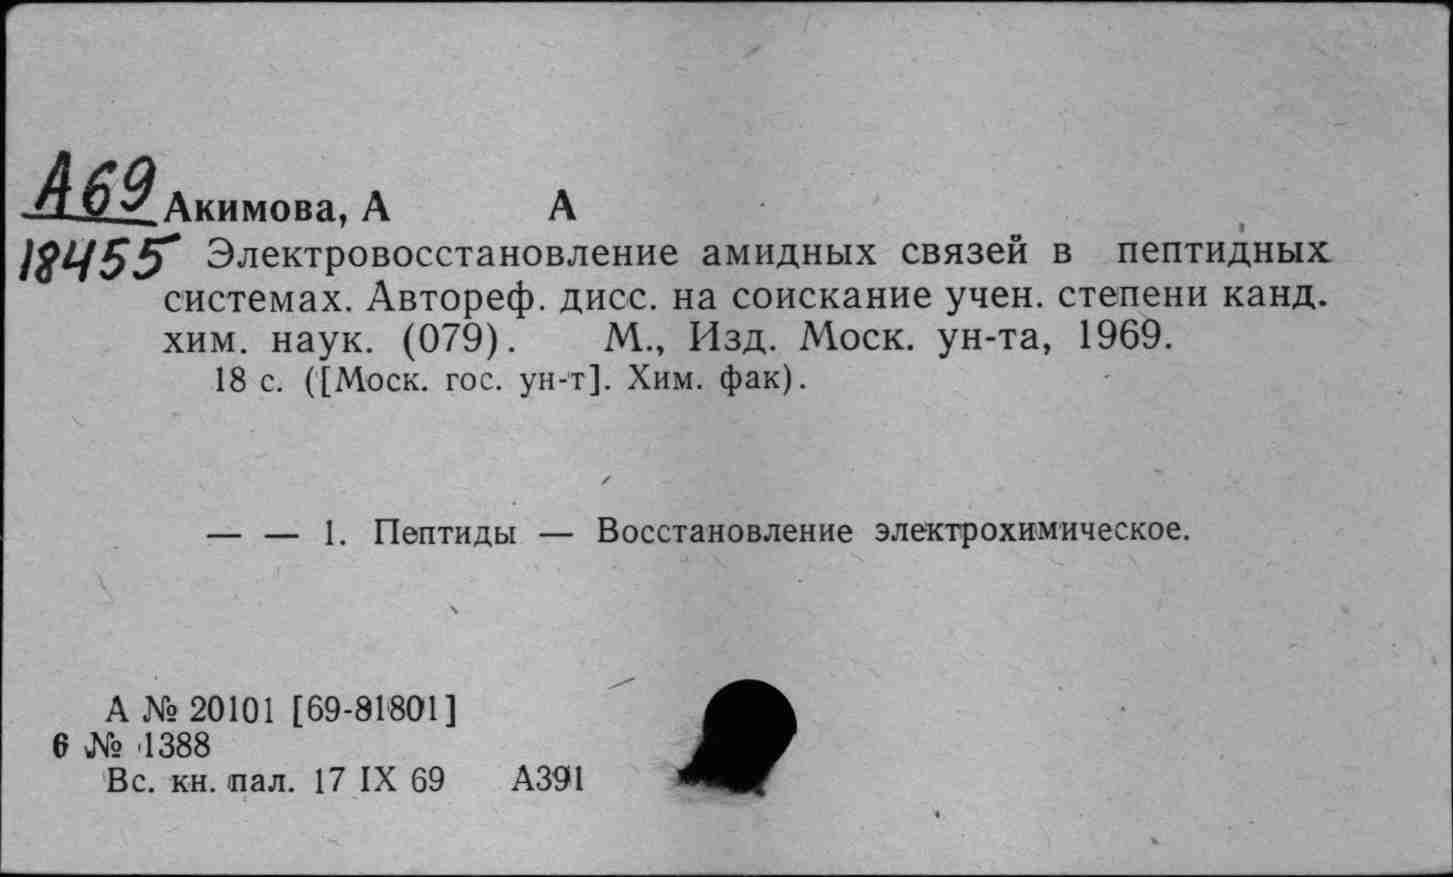 А69
Акимова, А А
18455
Электровосстановление амидных связей в пептидных
системах. Автореф. дисс. на соискание учен. степени канд.
хим. наук. (079). М., Изд. Моск. ун-та, 1969.
18 с. ([Моск. гос. ун-т]. Хим. фак).
— — 1. Пептиды — Восстановление электрохимическое.
А № 20101 [69-81801]
6 № 1388
Вс. кн. пал. 17 IX 69 А391